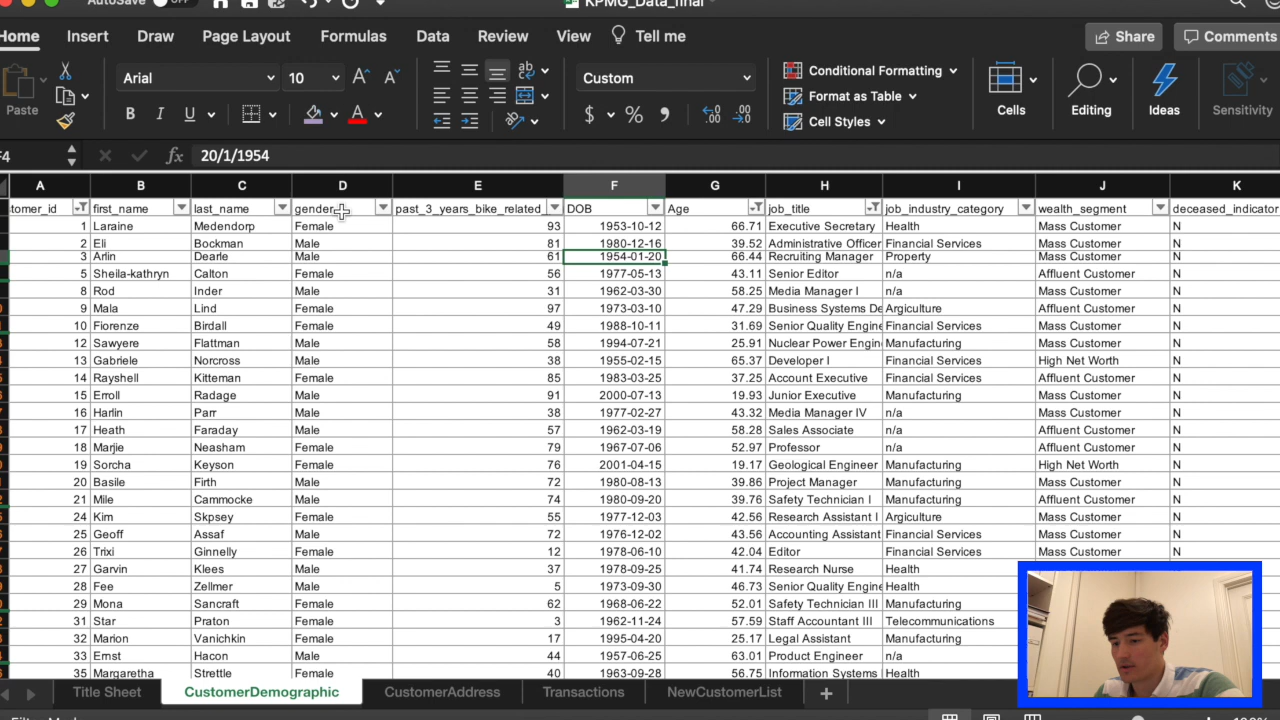 AutoSave OFF KPMG_Data_final
Home Insert Draw Page Layout Formulas Data Review View Tell me Share Comments
Paste Arial 10 Custom Conditional Formatting Format as Table Cell Styles Cells Editing Ideas Sensitivity
B I U A $ %
F4 fx 20/1/1954
A B C D E F G H I J K
tomer_id first_name last_name gender past_3_years_bike_related_ DOB Age job_title job_industry_category wealth_segment deceased_indicator
1 Laraine Medendorp Female 93 1953-10-12 66.71 Executive Secretary Health Mass Customer N
2 Eli Bockman Male 81 1980-12-16 39.52 Administrative Officer Financial Services Mass Customer N
3 Arlin Dearle Male 61 1954-01-20 66.44 Recruiting Manager Property Mass Customer N
5 Sheila-kathryn Calton Female 56 1977-05-13 43.11 Senior Editor n/a Affluent Customer N
8 Rod Inder Male 31 1962-03-30 58.25 Media Manager I n/a Mass Customer N
9 Mala Lind Female 97 1973-03-10 47.29 Business Systems De Argiculture Affluent Customer N
10 Fiorenze Birdall Female 49 1988-10-11 31.69 Senior Quality Engine Financial Services Mass Customer N
12 Sawyere Flattman Male 58 1994-07-21 25.91 Nuclear Power Engin Manufacturing Mass Customer N
13 Gabriele Norcross Male 38 1955-02-15 65.37 Developer I Financial Services High Net Worth N
14 Rayshell Kitteman Female 85 1983-03-25 37.25 Account Executive Financial Services Affluent Customer N
15 Erroll Radage Male 91 2000-07-13 19.93 Junior Executive Manufacturing Mass Customer N
16 Harlin Parr Male 38 1977-02-27 43.32 Media Manager IV n/a Mass Customer N
17 Heath Faraday Male 57 1962-03-19 58.28 Sales Associate n/a Affluent Customer N
18 Marjie Neasham Female 79 1967-07-06 52.97 Professor n/a Affluent Customer N
19 Sorcha Keyson Female 76 2001-04-15 19.17 Geological Engineer Manufacturing High Net Worth N
20 Basile Firth Male 72 1980-08-13 39.86 Project Manager Manufacturing Mass Customer N
21 Mile Cammocke Male 74 1980-09-20 39.76 Safety Technician I Manufacturing Affluent Customer N
24 Kim Skpsey Female 55 1977-12-03 42.56 Research Assistant I Argiculture Mass Customer N
25 Geoff Assaf Male 72 1976-12-02 43.56 Accounting Assistant Financial Services Mass Customer N
26 Trixi Ginnelly Female 12 1978-06-10 42.04 Editor Financial Services Mass Customer N
27 Garvin Klees Male 37 1978-09-25 41.74 Research Nurse Health
28 Fee Zellmer Male 5 1973-09-30 46.73 Senior Quality Engine Health
29 Mona Sancraft Female 62 1968-06-22 52.01 Safety Technician III Manufacturing
31 Star Praton Female 3 1962-11-24 57.59 Staff Accountant III Telecommunications
32 Marion Vanichkin Female 17 1995-04-20 25.17 Legal Assistant Manufacturing
33 Ernst Hacon Male 44 1957-06-25 63.01 Product Engineer n/a
35 Margaretha Strettle Female 40 1963-09-28 56.75 Information Systems Health
Title Sheet CustomerDemographic CustomerAddress Transactions NewCustomerList +